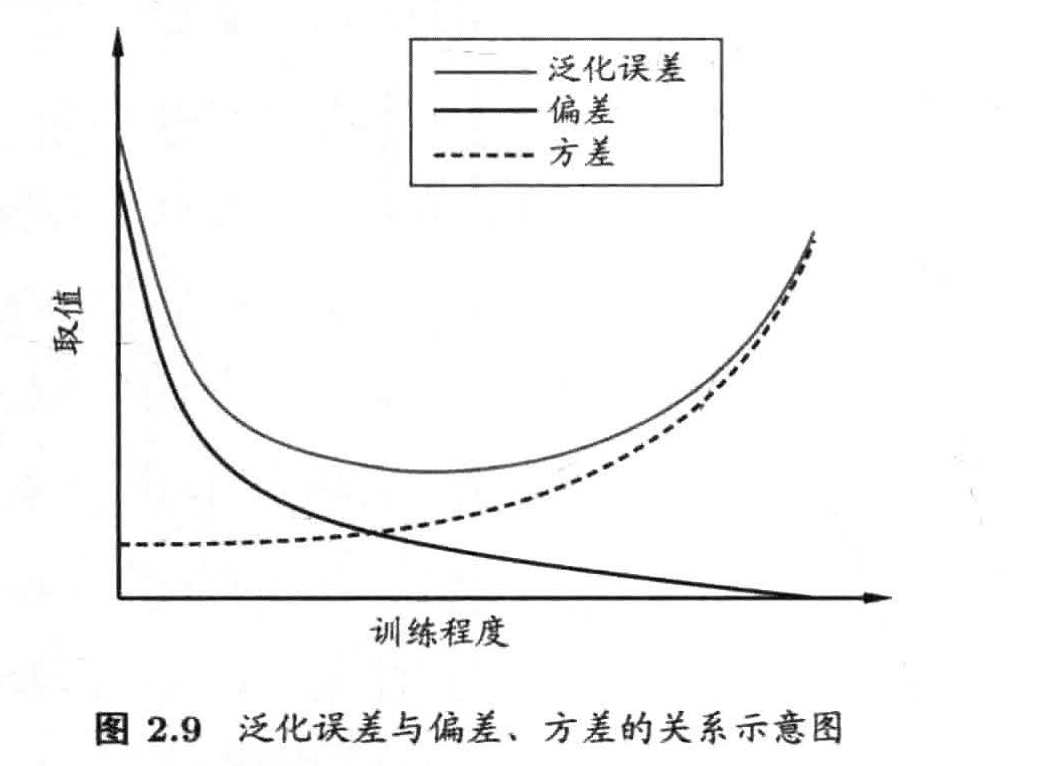 泛化误差
偏差
方差
取值
训练程度
图 2.9 泛化误差与偏差、方差的关系示意图